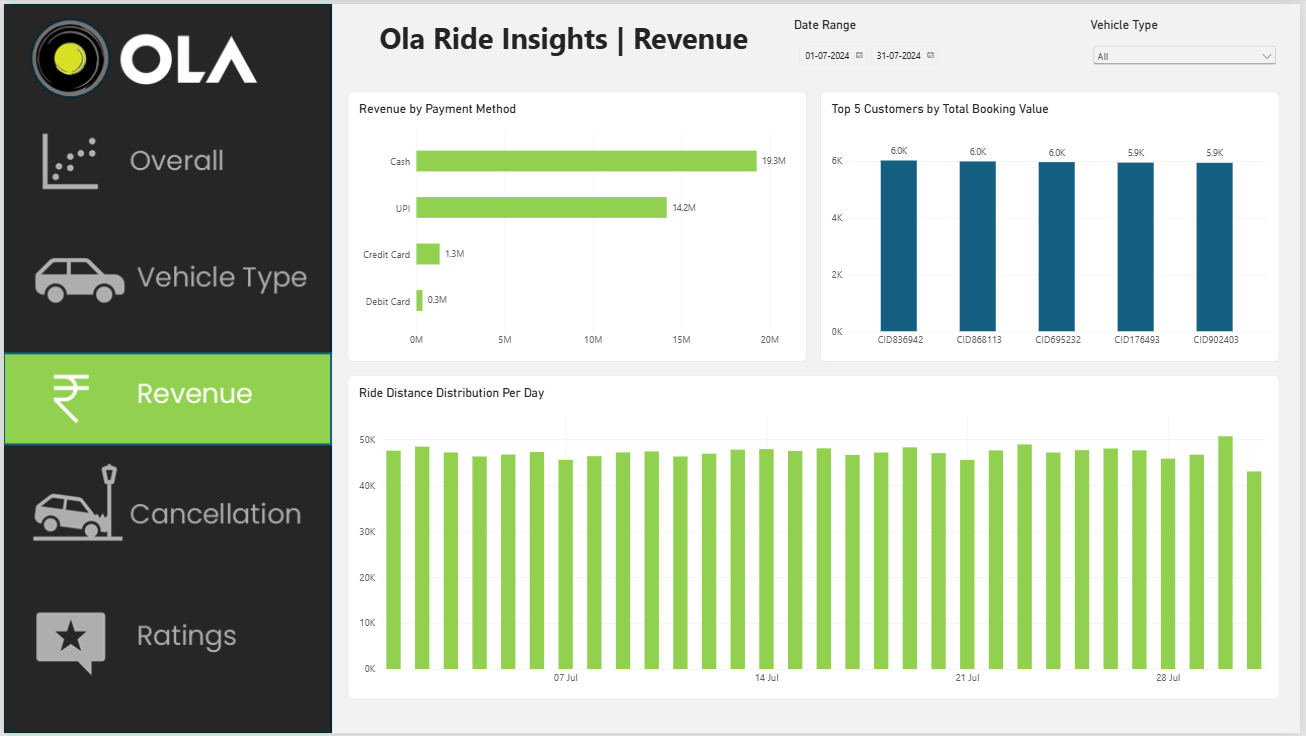 OLA
Overall
Vehicle Type
Revenue
Cancellation
Ratings
Ola Ride Insights | Revenue
Date Range
01-07-2024 31-07-2024
Vehicle Type
All
Revenue by Payment Method
Cash 19.3M
UPI 14.2M
Credit Card 1.3M
Debit Card 0.3M
0M 5M 10M 15M 20M
Top 5 Customers by Total Booking Value
6.0K 6.0K 6.0K 5.9K 5.9K
6K
4K
2K
0K
CID836942 CID868113 CID695232 CID176493 CID902403
Ride Distance Distribution Per Day
50K
40K
30K
20K
10K
0K
07 Jul 14 Jul 21 Jul 28 Jul